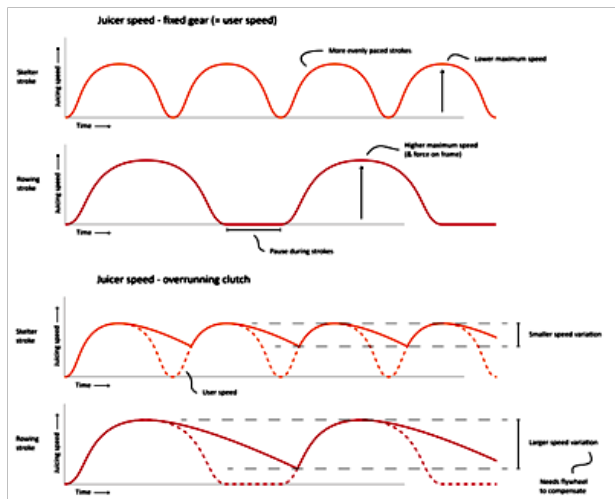 Juicer speed - fixed gear (= user speed)
More evenly paced strokes
Lower maximum speed
Skelter
stroke
Juicing speed
Time
Higher maximum speed
(& force on frame)
Rowing
stroke
Juicing speed
Time
Pause during strokes
Juicer speed - overrunning clutch
Skelter
stroke
Juicing speed
Smaller speed variation
User speed
Time
Rowing
stroke
Juicing speed
Larger speed variation
Time
Needs flywheel
to compensate